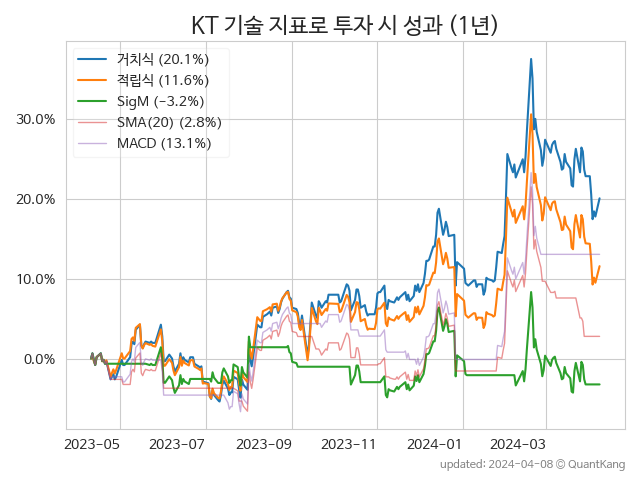 KT 기술 지표로 투자 시 성과 (1년)
거치식 (20.1%)
적립식 (11.6%)
SigM (−3.2%)
SMA(20) (2.8%)
MACD (13.1%)
30.0%
20.0%
10.0%
0.0%
2023-05 2023-07 2023-09 2023-11 2024-01 2024-03
updated: 2024-04-08 © QuantKang